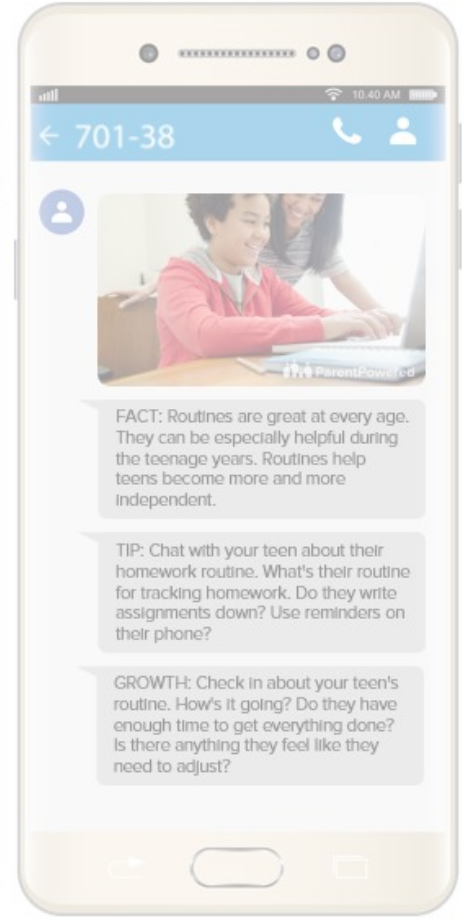 10.40 AM
701-38
ParentPowered
FACT: Routines are great at every age.
They can be especially helpful during
the teenage years. Routines help
teens become more and more
independent.
TIP: Chat with your teen about their
homework routine. What's their routine
for tracking homework. Do they write
assignments down? Use reminders on
their phone?
GROWTH: Check in about your teen's
routine. How's it going? Do they have
enough time to get everything done?
Is there anything they feel like they
need to adjust?